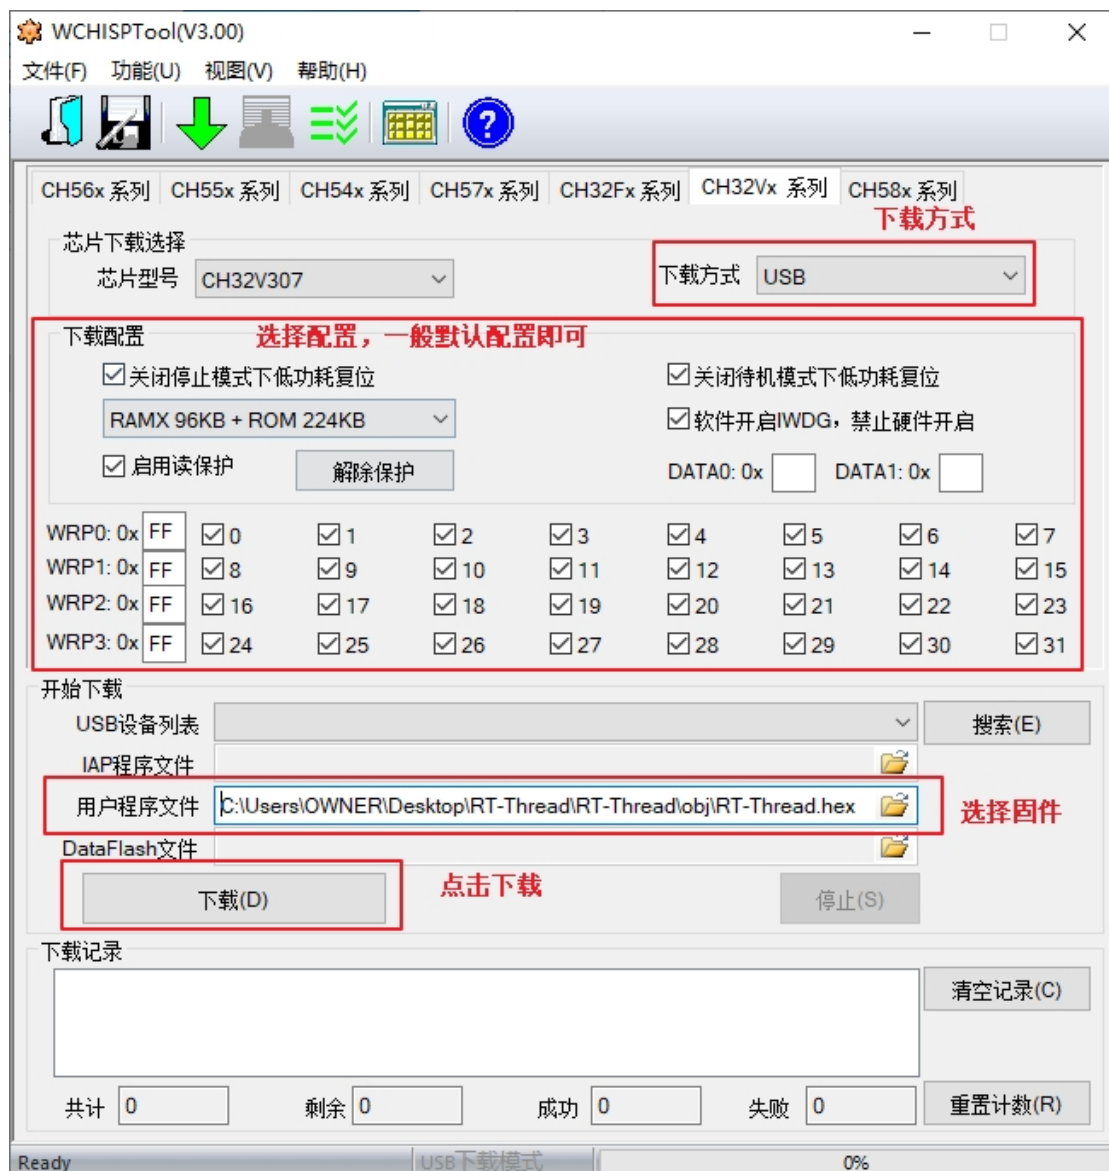 WCHISPTool(V3.00)
文件(F) 功能(U) 视图(V) 帮助(H)
CH56x 系列 CH55x 系列 CH54x 系列 CH57x 系列 CH32Fx 系列 CH32Vx 系列 CH58x 系列
下载方式
芯片下载选择
芯片型号 CH32V307 下载方式 USB
下载配置 选择配置，一般默认配置即可
关闭停止模式下低功耗复位 关闭待机模式下低功耗复位
RAMX 96KB + ROM 224KB 软件开启IWDG，禁止硬件开启
启用读保护 解除保护 DATA0: 0x DATA1: 0x
WRP0: 0x FF 0 1 2 3 4 5 6 7
WRP1: 0x FF 8 9 10 11 12 13 14 15
WRP2: 0x FF 16 17 18 19 20 21 22 23
WRP3: 0x FF 24 25 26 27 28 29 30 31
开始下载
USB设备列表 搜索(E)
IAP程序文件
用户程序文件 C:\Users\OWNER\Desktop\RT-Thread\RT-Thread\obj\RT-Thread.hex 选择固件
DataFlash文件
下载(D) 点击下载 停止(S)
下载记录
清空记录(C)
共计 0 剩余 0 成功 0 失败 0 重置计数(R)
Ready USB下载模式 0%